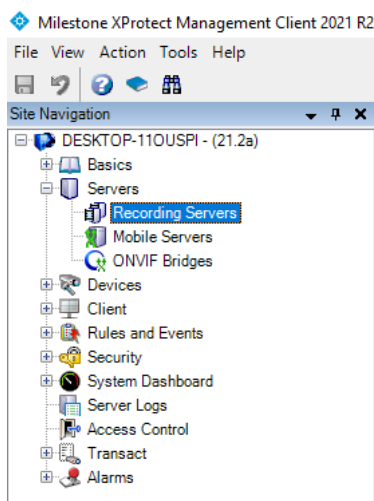 Milestone XProtect Management Client 2021 R2
File View Action Tools Help
Site Navigation
DESKTOP-11OUSPI - (21.2a)
Basics
Servers
Recording Servers
Mobile Servers
ONVIF Bridges
Devices
Client
Rules and Events
Security
System Dashboard
Server Logs
Access Control
Transact
Alarms